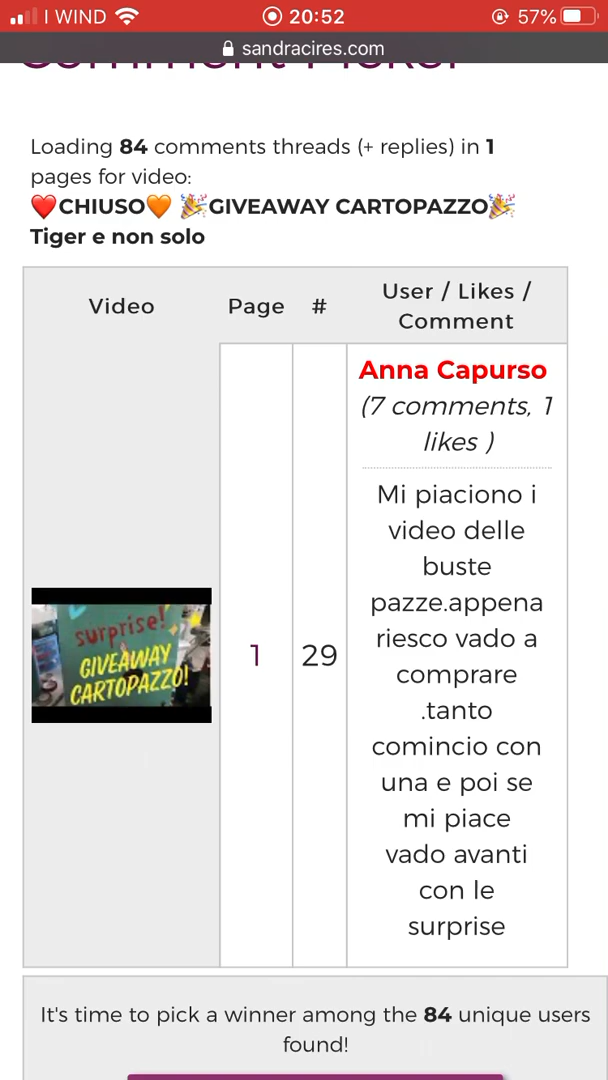 I WIND 20:52 57%
sandracires.com
Comment Picker
Loading 84 comments threads (+ replies) in 1
pages for video:
❤️CHIUSO🧡 🎉GIVEAWAY CARTOPAZZO🎉
Tiger e non solo
Video Page # User / Likes /
Comment
Anna Capurso
(7 comments, 1
likes )
Mi piaciono i
video delle
buste
pazze.appena
riesco vado a
comprare
.tanto
comincio con
una e poi se
mi piace
vado avanti
con le
surprise
surprise!
GIVEAWAY
CARTOPAZZO!
1 29
It's time to pick a winner among the 84 unique users
found!